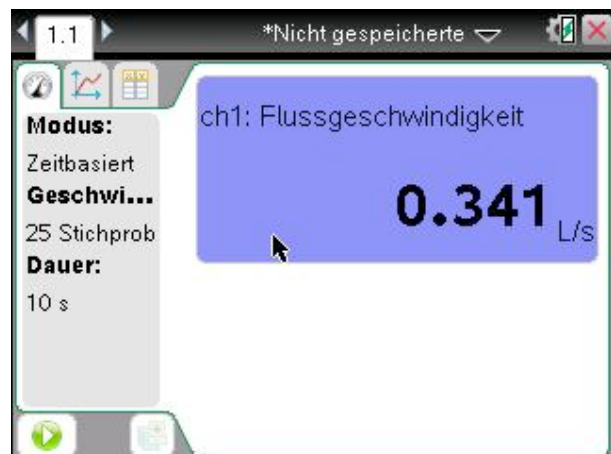 1.1
*Nicht gespeicherte
Modus:
Zeitbasiert
Geschwi...
25 Stichprob
Dauer:
10 s
ch1: Flussgeschwindigkeit
0.341 L/s